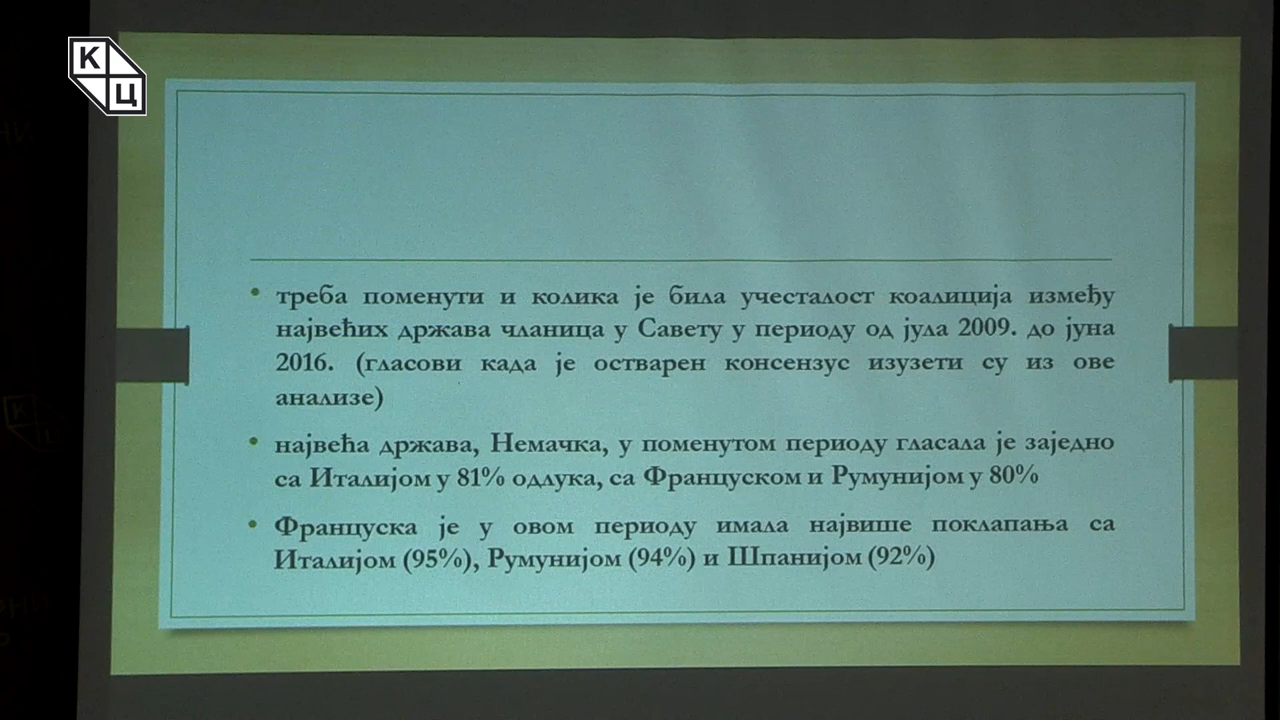 К
Ц
• треба поменути и колика је била учесталост коалиција између
највећих држава чланица у Савету у периоду од јула 2009. до јуна
2016. (гласови када је остварен консензус изузети су из ове
анализе)
• највећа држава, Немачка, у поменутом периоду гласала је заједно
са Италијом у 81% одлука, са Француском и Румунијом у 80%
• Француска је у овом периоду имала највише поклапања са
Италијом (95%), Румунијом (94%) и Шпанијом (92%)